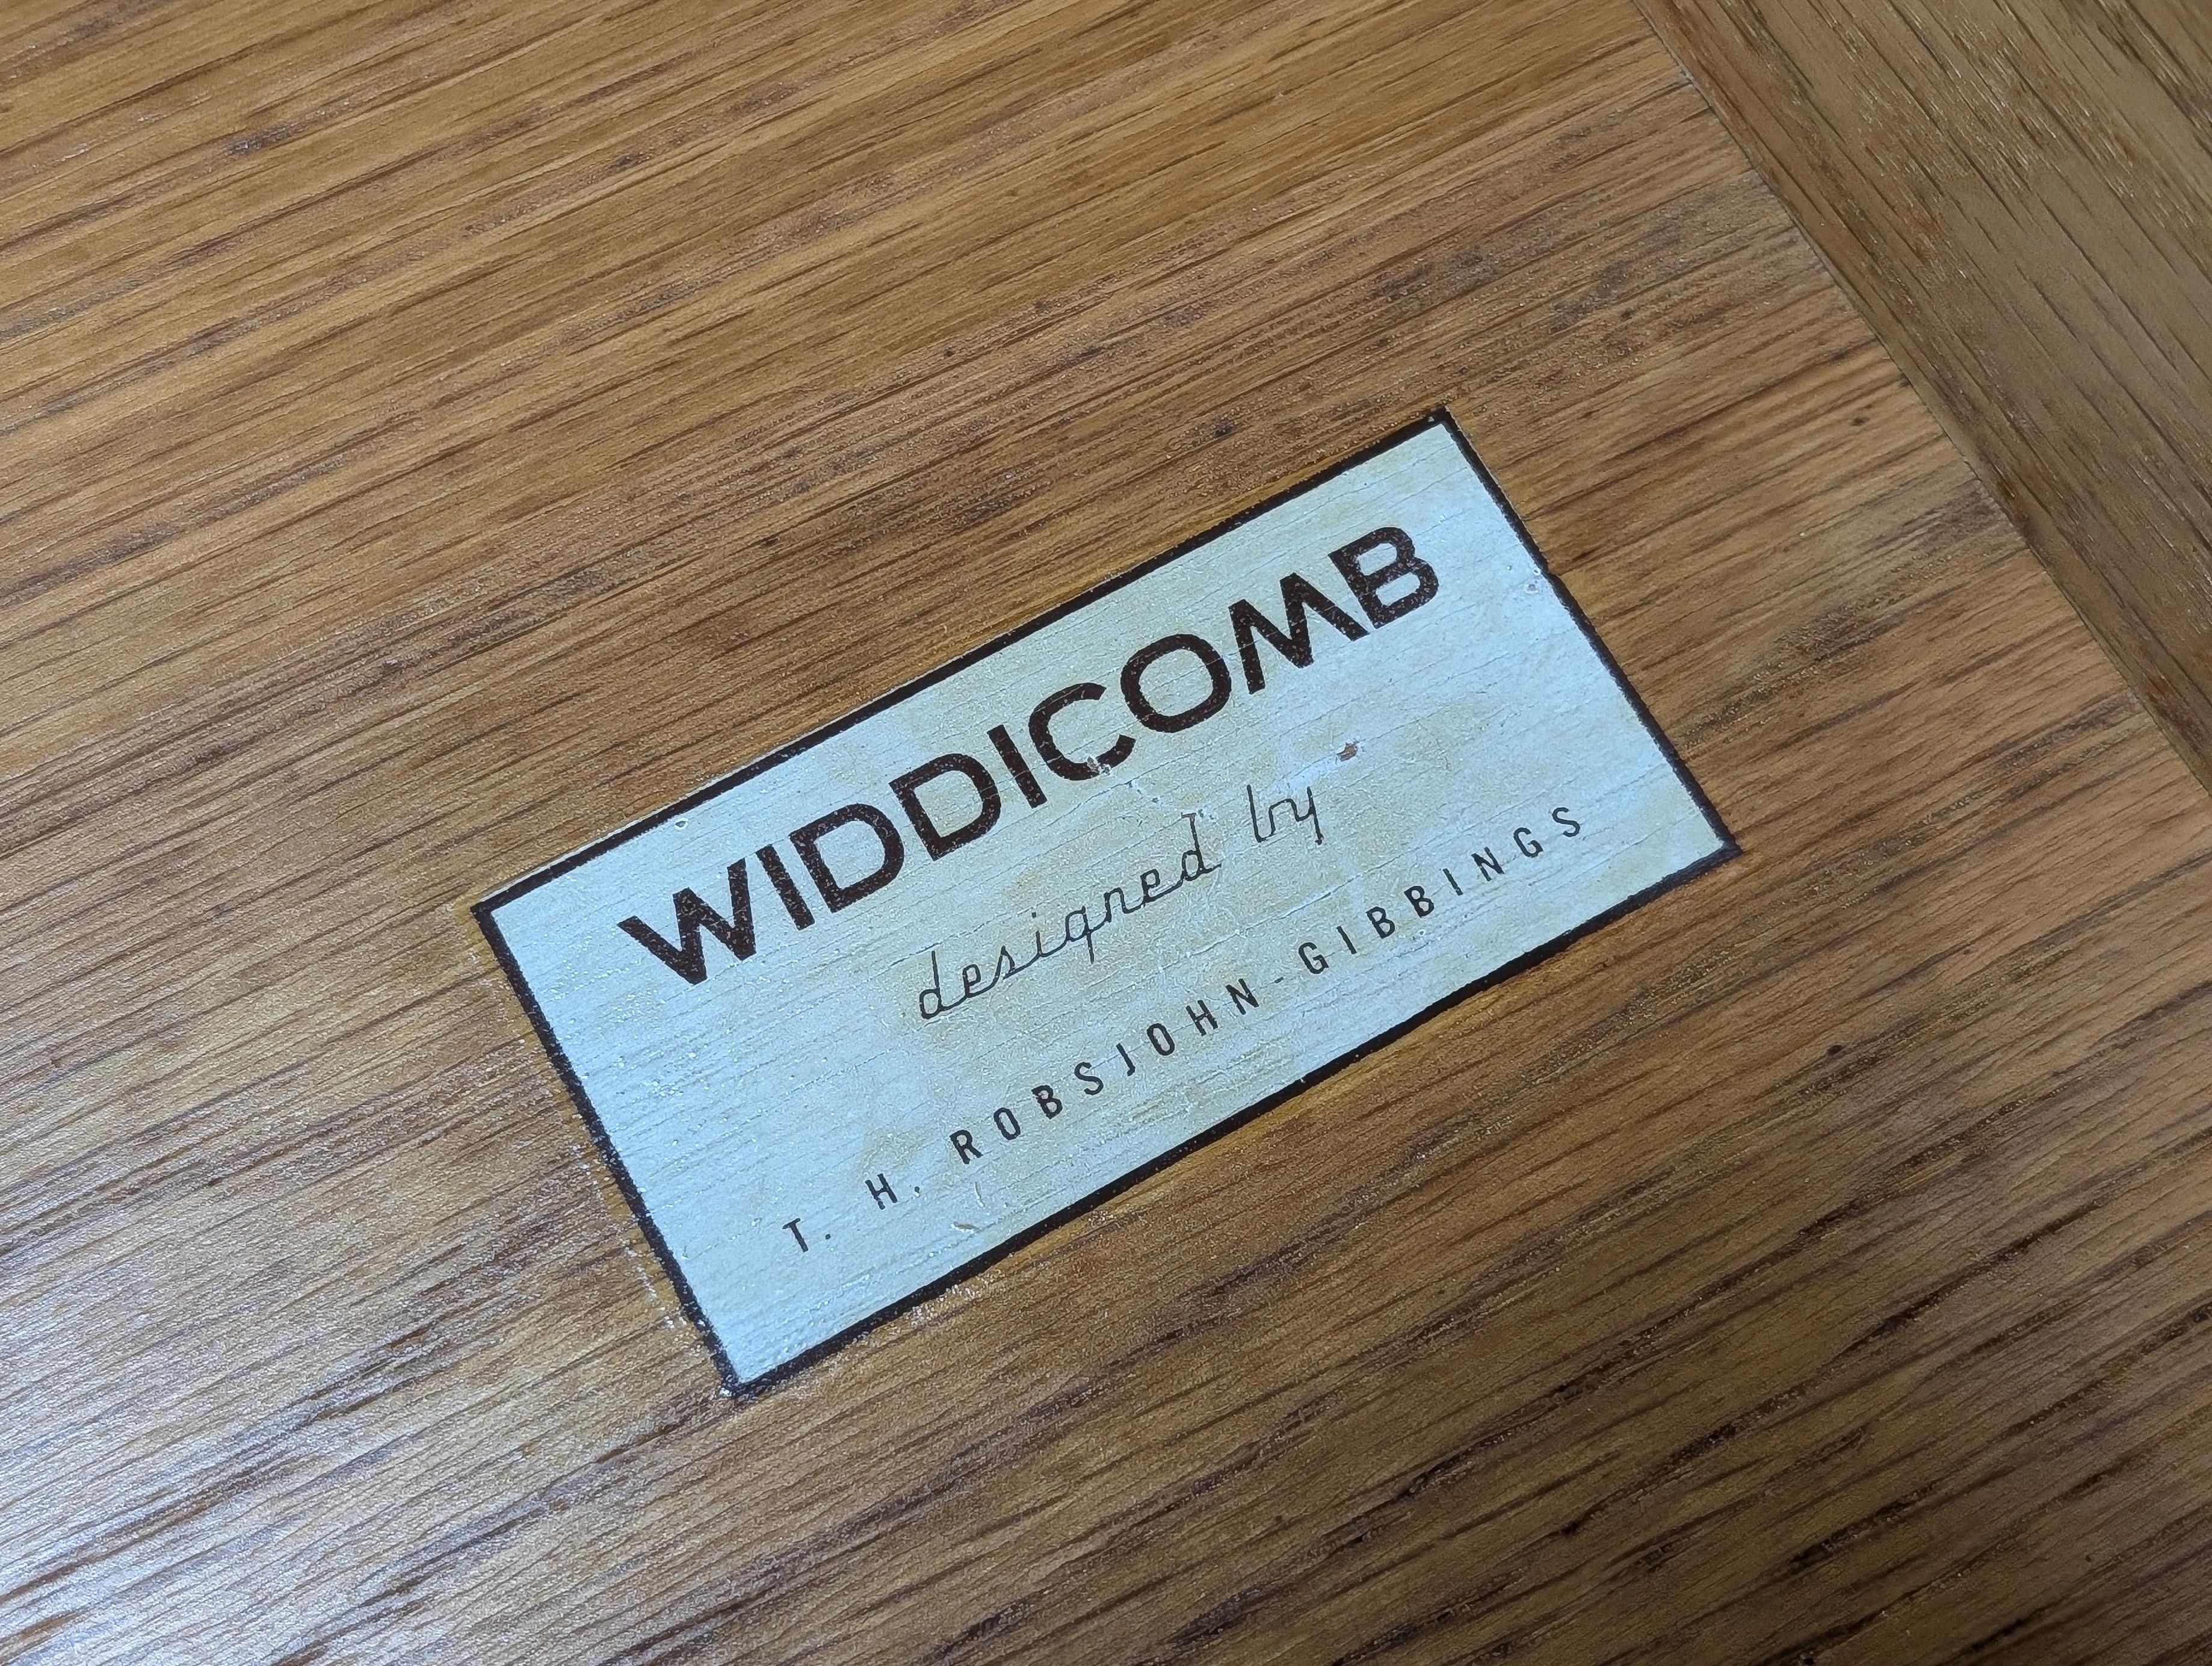 WIDDICOMB
designed by
T. H. ROBSJOHN-GIBBINGS